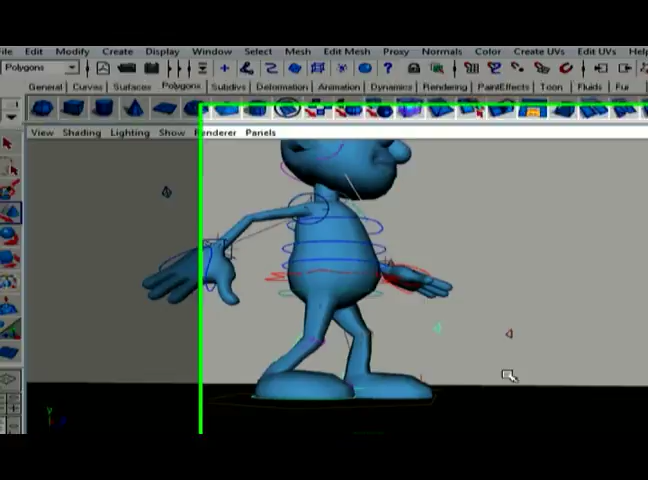 File Edit Modify Create Display Window Select Mesh Edit Mesh Proxy Normals Color Create UVs Edit UVs Help
Polygons
General Curves Surfaces Polygons Subdivs Deformation Animation Dynamics Rendering PaintEffects Toon Fluids Fur
View Shading Lighting Show Renderer Panels